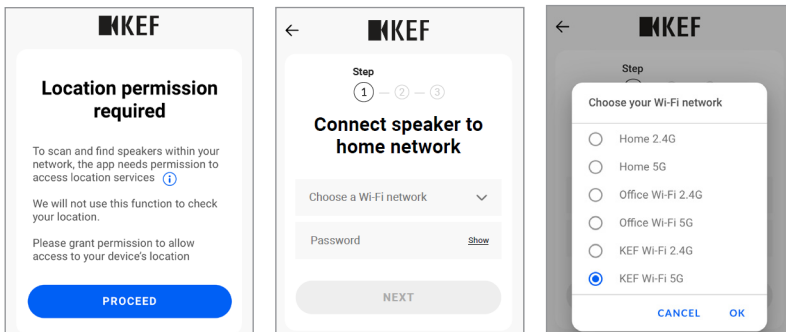 KEF
Location permission
required
To scan and find speakers within your
network, the app needs permission to
access location services
We will not use this function to check
your location.
Please grant permission to allow
access to your device's location
PROCEED
KEF
Step
1 2 3
Connect speaker to
home network
Choose a Wi-Fi network
Password Show
NEXT
KEF
Step
Choose your Wi-Fi network
Home 2.4G
Home 5G
Office Wi-Fi 2.4G
Office Wi-Fi 5G
KEF Wi-Fi 2.4G
KEF Wi-Fi 5G
CANCEL OK